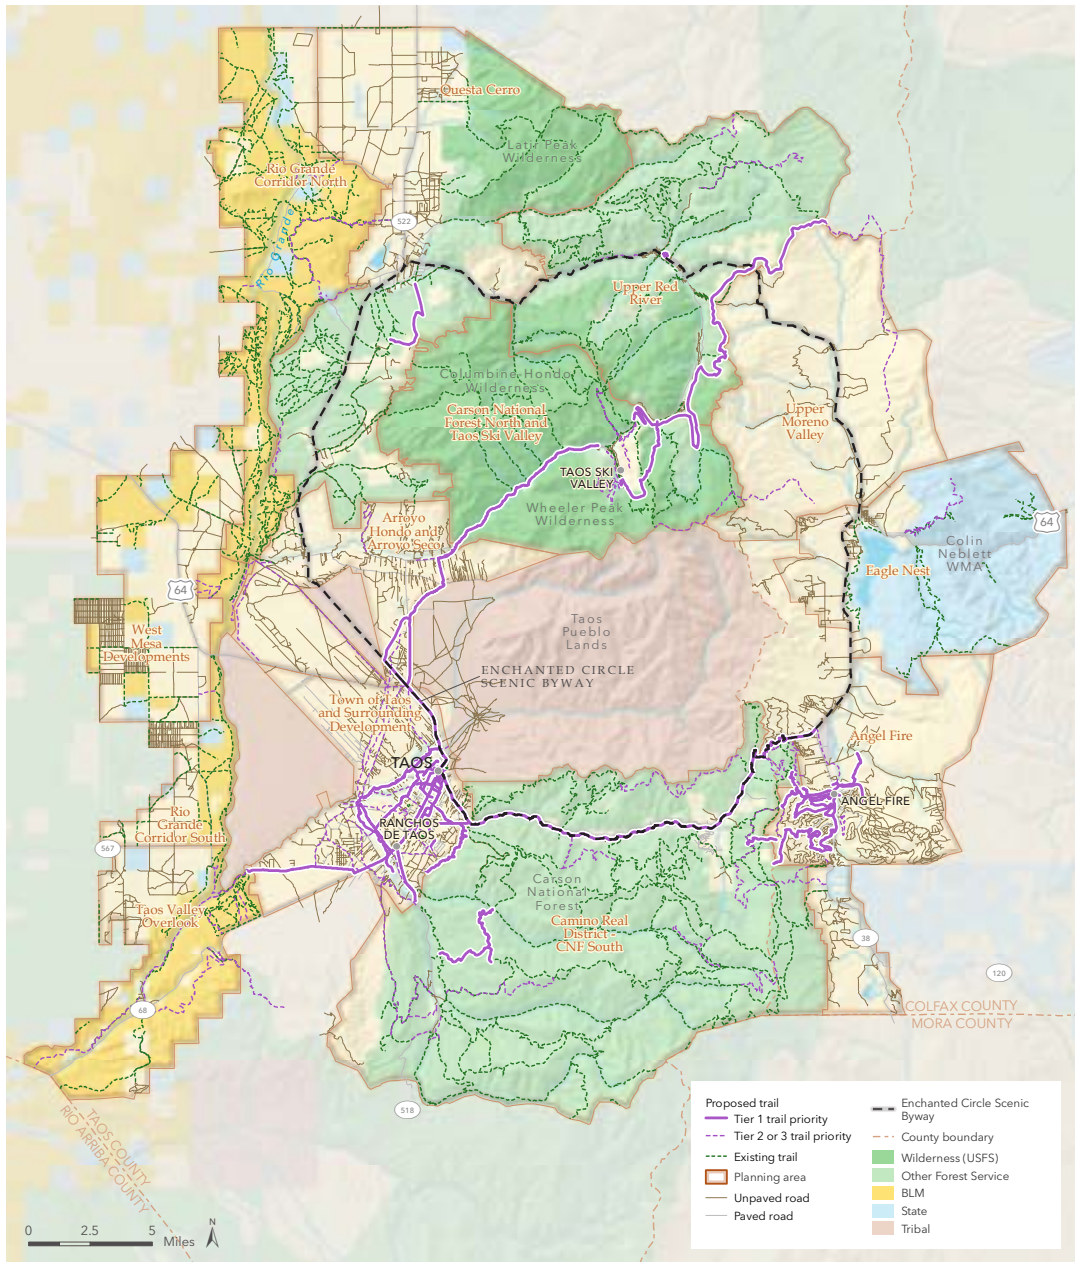 Questa Cerro
Latir Peak
Wilderness
Rio Grande
Corridor North
522
Rio Grande
Upper Red
River
Columbine-Hondo
Wilderness
Carson National
Forest North and
Taos Ski Valley
Upper
Moreno
Valley
TAOS SKI
VALLEY
Wheeler Peak
Wilderness
Arroyo
Hondo and
Arroyo Seco
64
Colin
Neblett
WMA
Eagle Nest
64
West
Mesa
Developments
Taos
Pueblo
Lands
ENCHANTED CIRCLE
SCENIC BYWAY
Town of Taos
and Surrounding
Development
Angel Fire
TAOS
ANGEL FIRE
RANCHOS
DE TAOS
Rio
Grande
Corridor South
567
Carson
National
Forest
Taos Valley
Overlook
Camino Real
District -
CNF South
38
120
68
COLFAX COUNTY
MORA COUNTY
518
TAOS COUNTY
RIO ARRIBA COUNTY
Proposed trail
Tier 1 trail priority
Tier 2 or 3 trail priority
Existing trail
Planning area
Unpaved road
Paved road
Enchanted Circle Scenic
Byway
County boundary
Wilderness (USFS)
Other Forest Service
BLM
State
Tribal
0 2.5 5
Miles
N